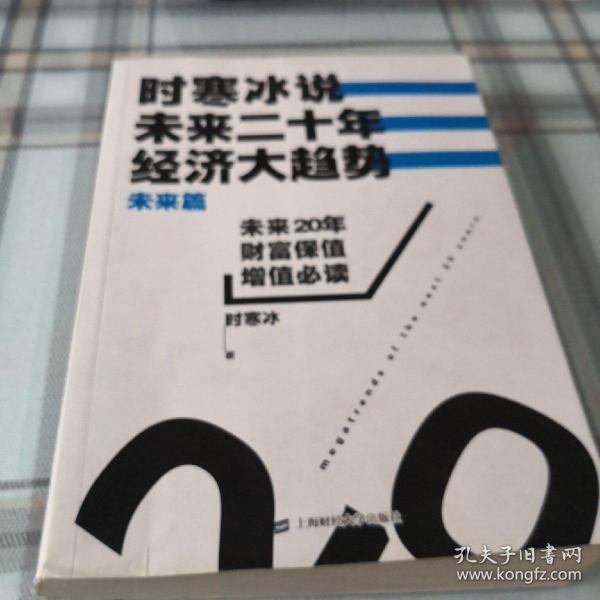 时寒冰说
未来二十年
经济大趋势
未来篇
未来20年
财富保值
增值必读
时寒冰
著
megatrends of the next 20 years
20
上海财经大学出版社
孔夫子旧书网
www.kongfz.com